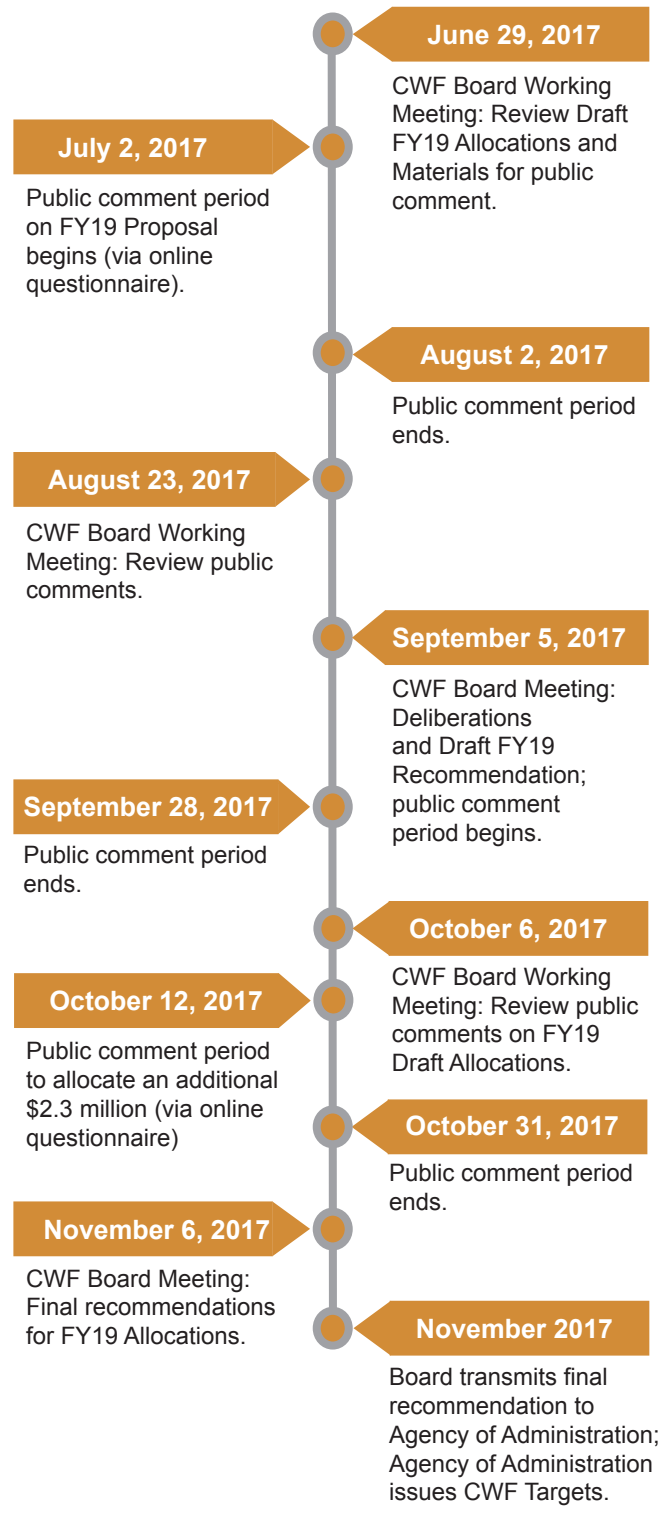 June 29, 2017
CWF Board Working
Meeting: Review Draft
FY19 Allocations and
Materials for public
comment.
July 2, 2017
Public comment period
on FY19 Proposal
begins (via online
questionnaire).
August 2, 2017
Public comment period
ends.
August 23, 2017
CWF Board Working
Meeting: Review public
comments.
September 5, 2017
CWF Board Meeting:
Deliberations
and Draft FY19
Recommendation;
public comment
period begins.
September 28, 2017
Public comment period
ends.
October 6, 2017
CWF Board Working
Meeting: Review public
comments on FY19
Draft Allocations.
October 12, 2017
Public comment period
to allocate an additional
$2.3 million (via online
questionnaire)
October 31, 2017
Public comment period
ends.
November 6, 2017
CWF Board Meeting:
Final recommendations
for FY19 Allocations.
November 2017
Board transmits final
recommendation to
Agency of Administration;
Agency of Administration
issues CWF Targets.